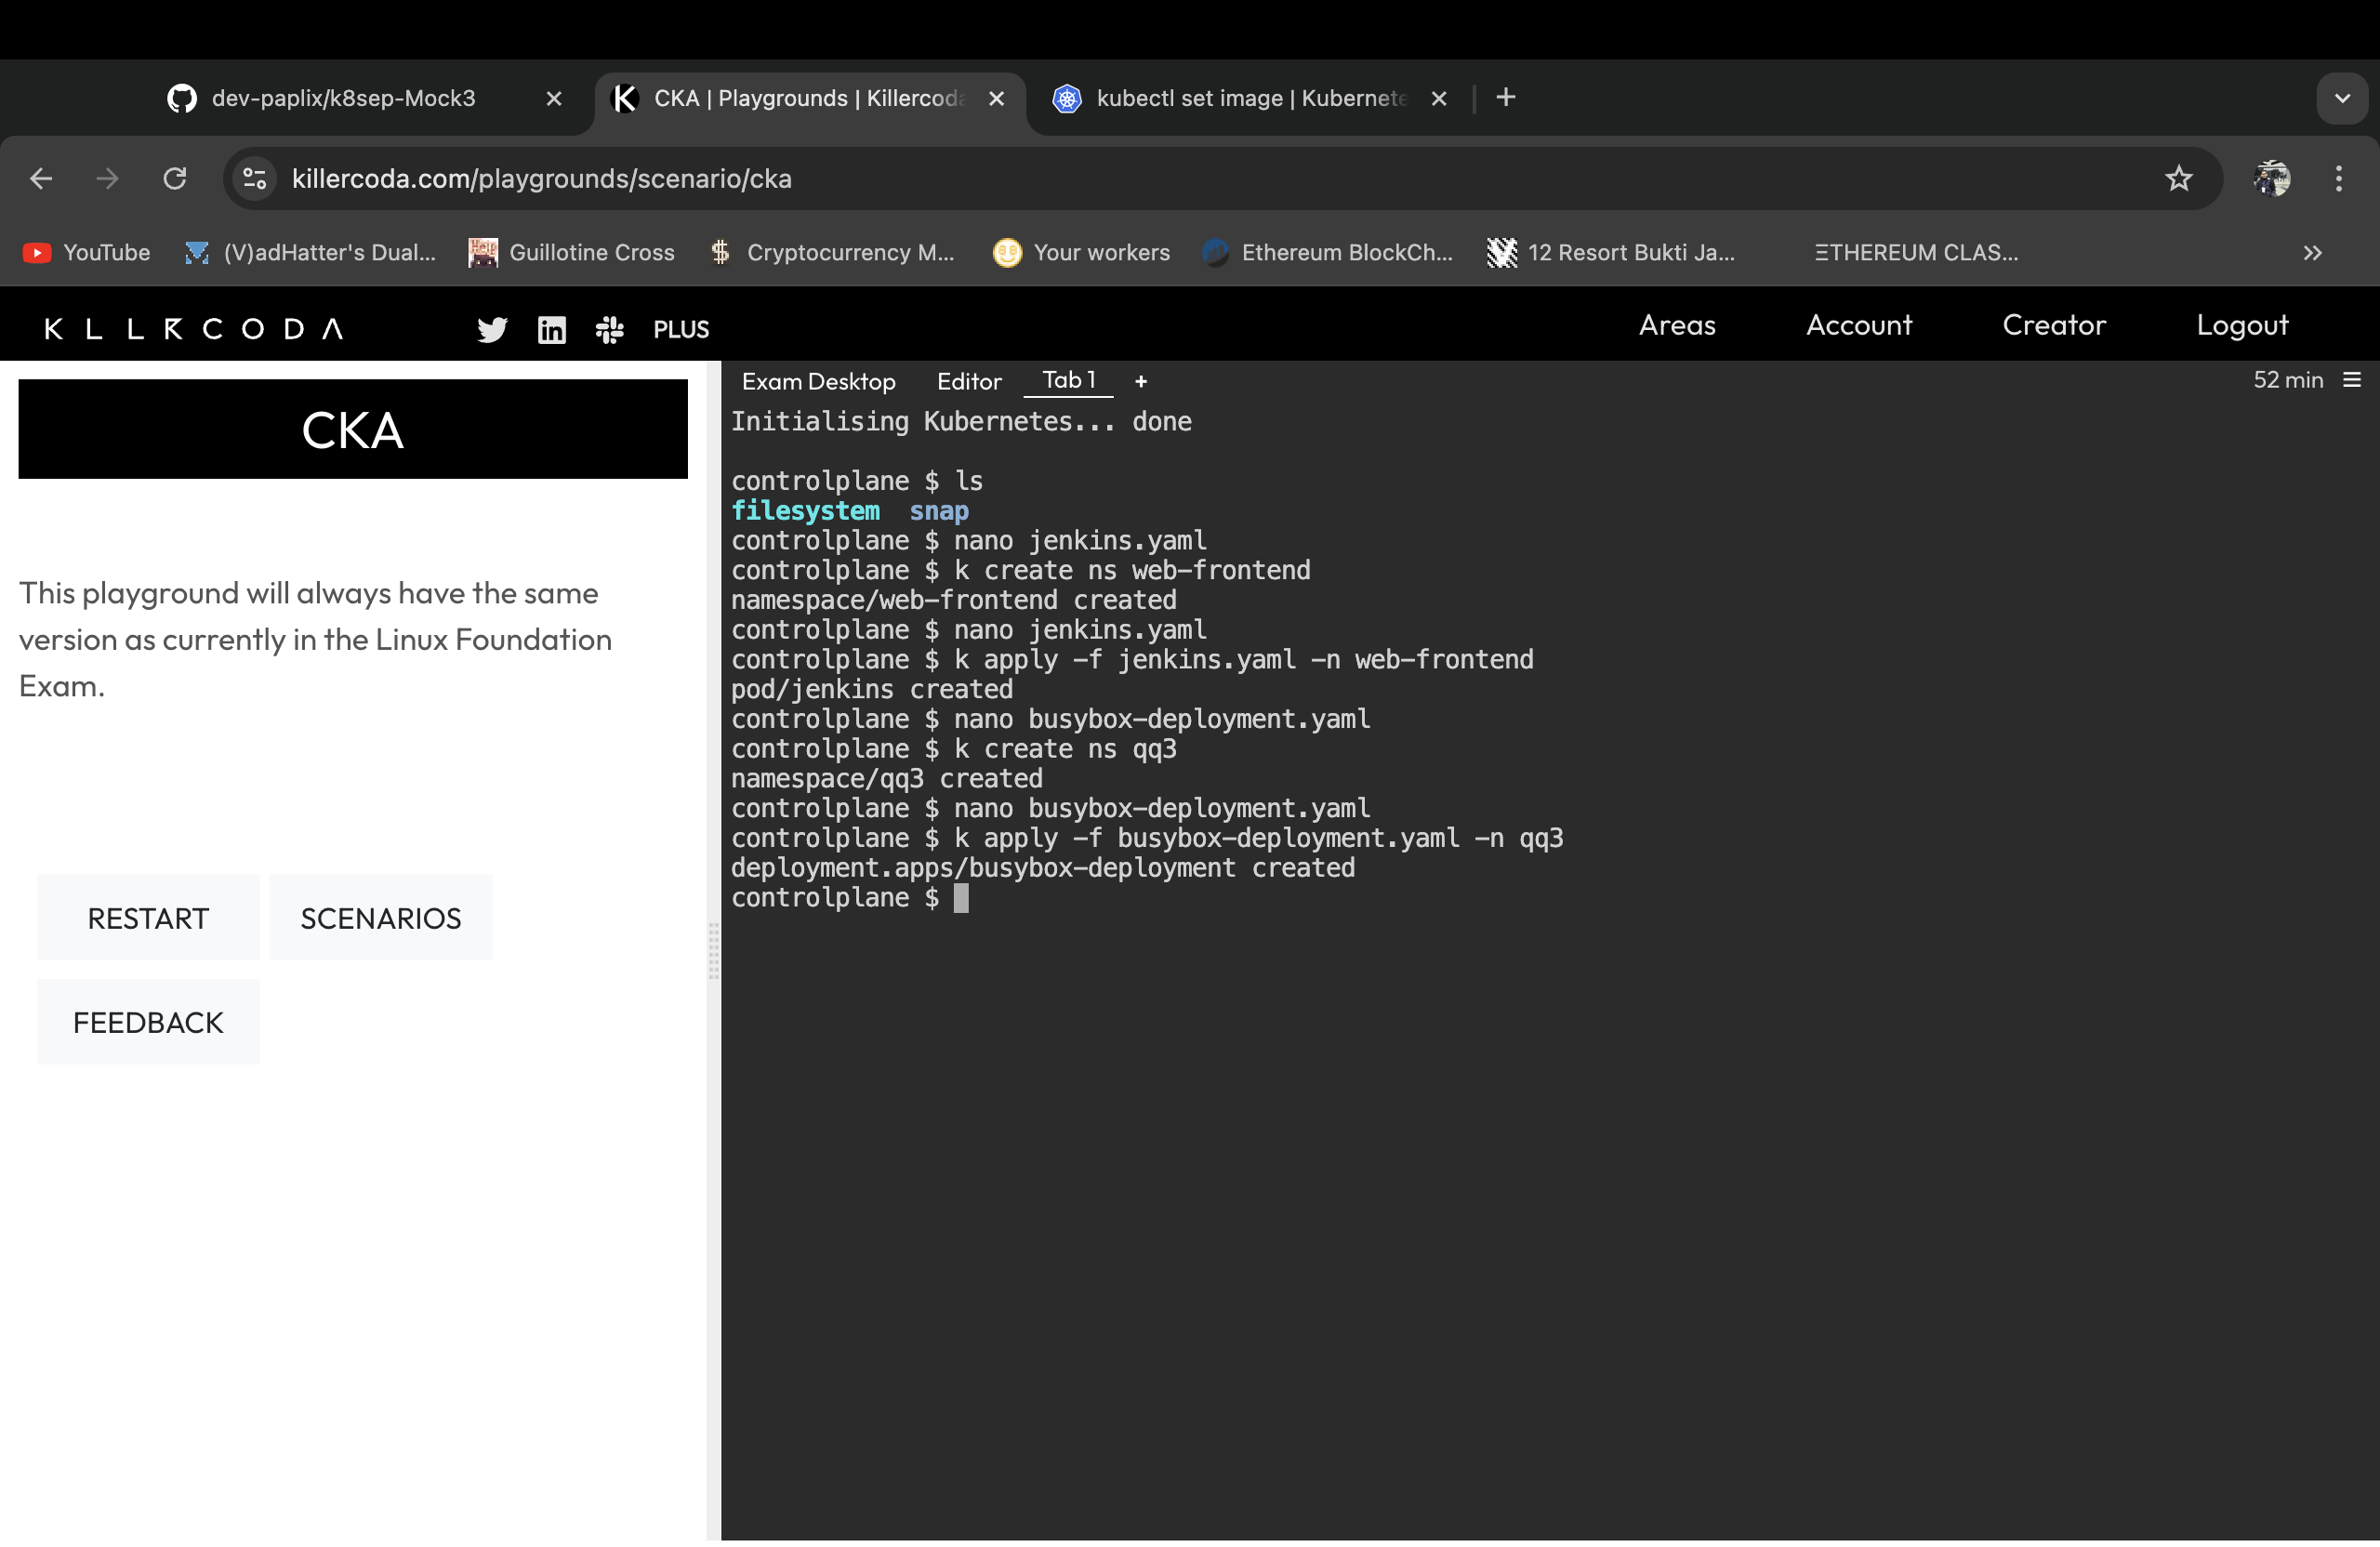 dev-paplix/k8sep-Mock3
CKA | Playgrounds | Killercoda
kubectl set image | Kubernete
killercoda.com/playgrounds/scenario/cka
YouTube
(V)adHatter's Dual...
Guillotine Cross
Cryptocurrency M...
Your workers
Ethereum BlockCh...
12 Resort Bukti Ja...
ΞTHEREUM CLAS...
KLLRCODA
PLUS
Areas
Account
Creator
Logout
CKA
This playground will always have the same
version as currently in the Linux Foundation
Exam.
RESTART
SCENARIOS
FEEDBACK
Exam Desktop
Editor
Tab 1
+
52 min
Initialising Kubernetes... done
controlplane $ ls
filesystem  snap
controlplane $ nano jenkins.yaml
controlplane $ k create ns web-frontend
namespace/web-frontend created
controlplane $ nano jenkins.yaml
controlplane $ k apply -f jenkins.yaml -n web-frontend
pod/jenkins created
controlplane $ nano busybox-deployment.yaml
controlplane $ k create ns qq3
namespace/qq3 created
controlplane $ nano busybox-deployment.yaml
controlplane $ k apply -f busybox-deployment.yaml -n qq3
deployment.apps/busybox-deployment created
controlplane $